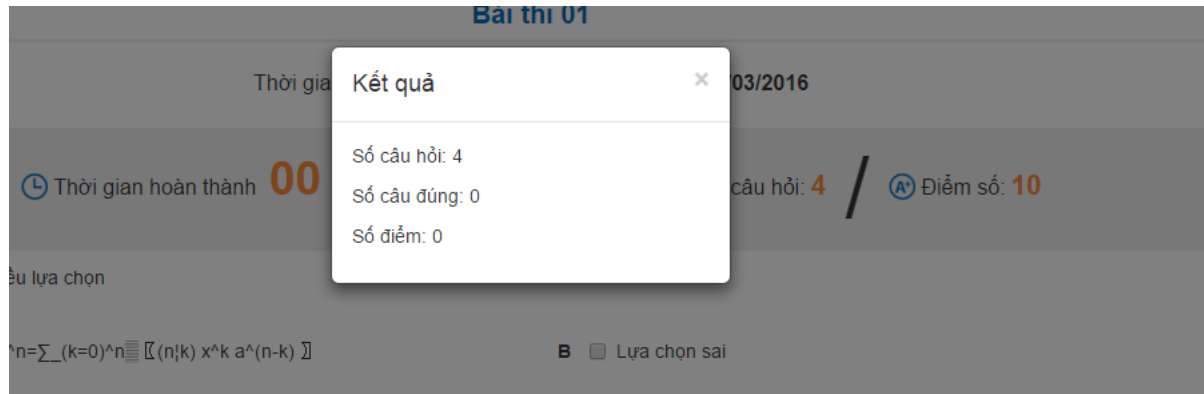 Bài thi 01
Thời gia
/03/2016
Kết quả
×
Số câu hỏi: 4
Số câu đúng: 0
Số điểm: 0
Thời gian hoàn thành 00
câu hỏi: 4 / A+ Điểm số: 10
ều lựa chọn
^n=∑_(k=0)^n▒〖(n¦k) x^k a^(n-k) 〗
B Lựa chọn sai